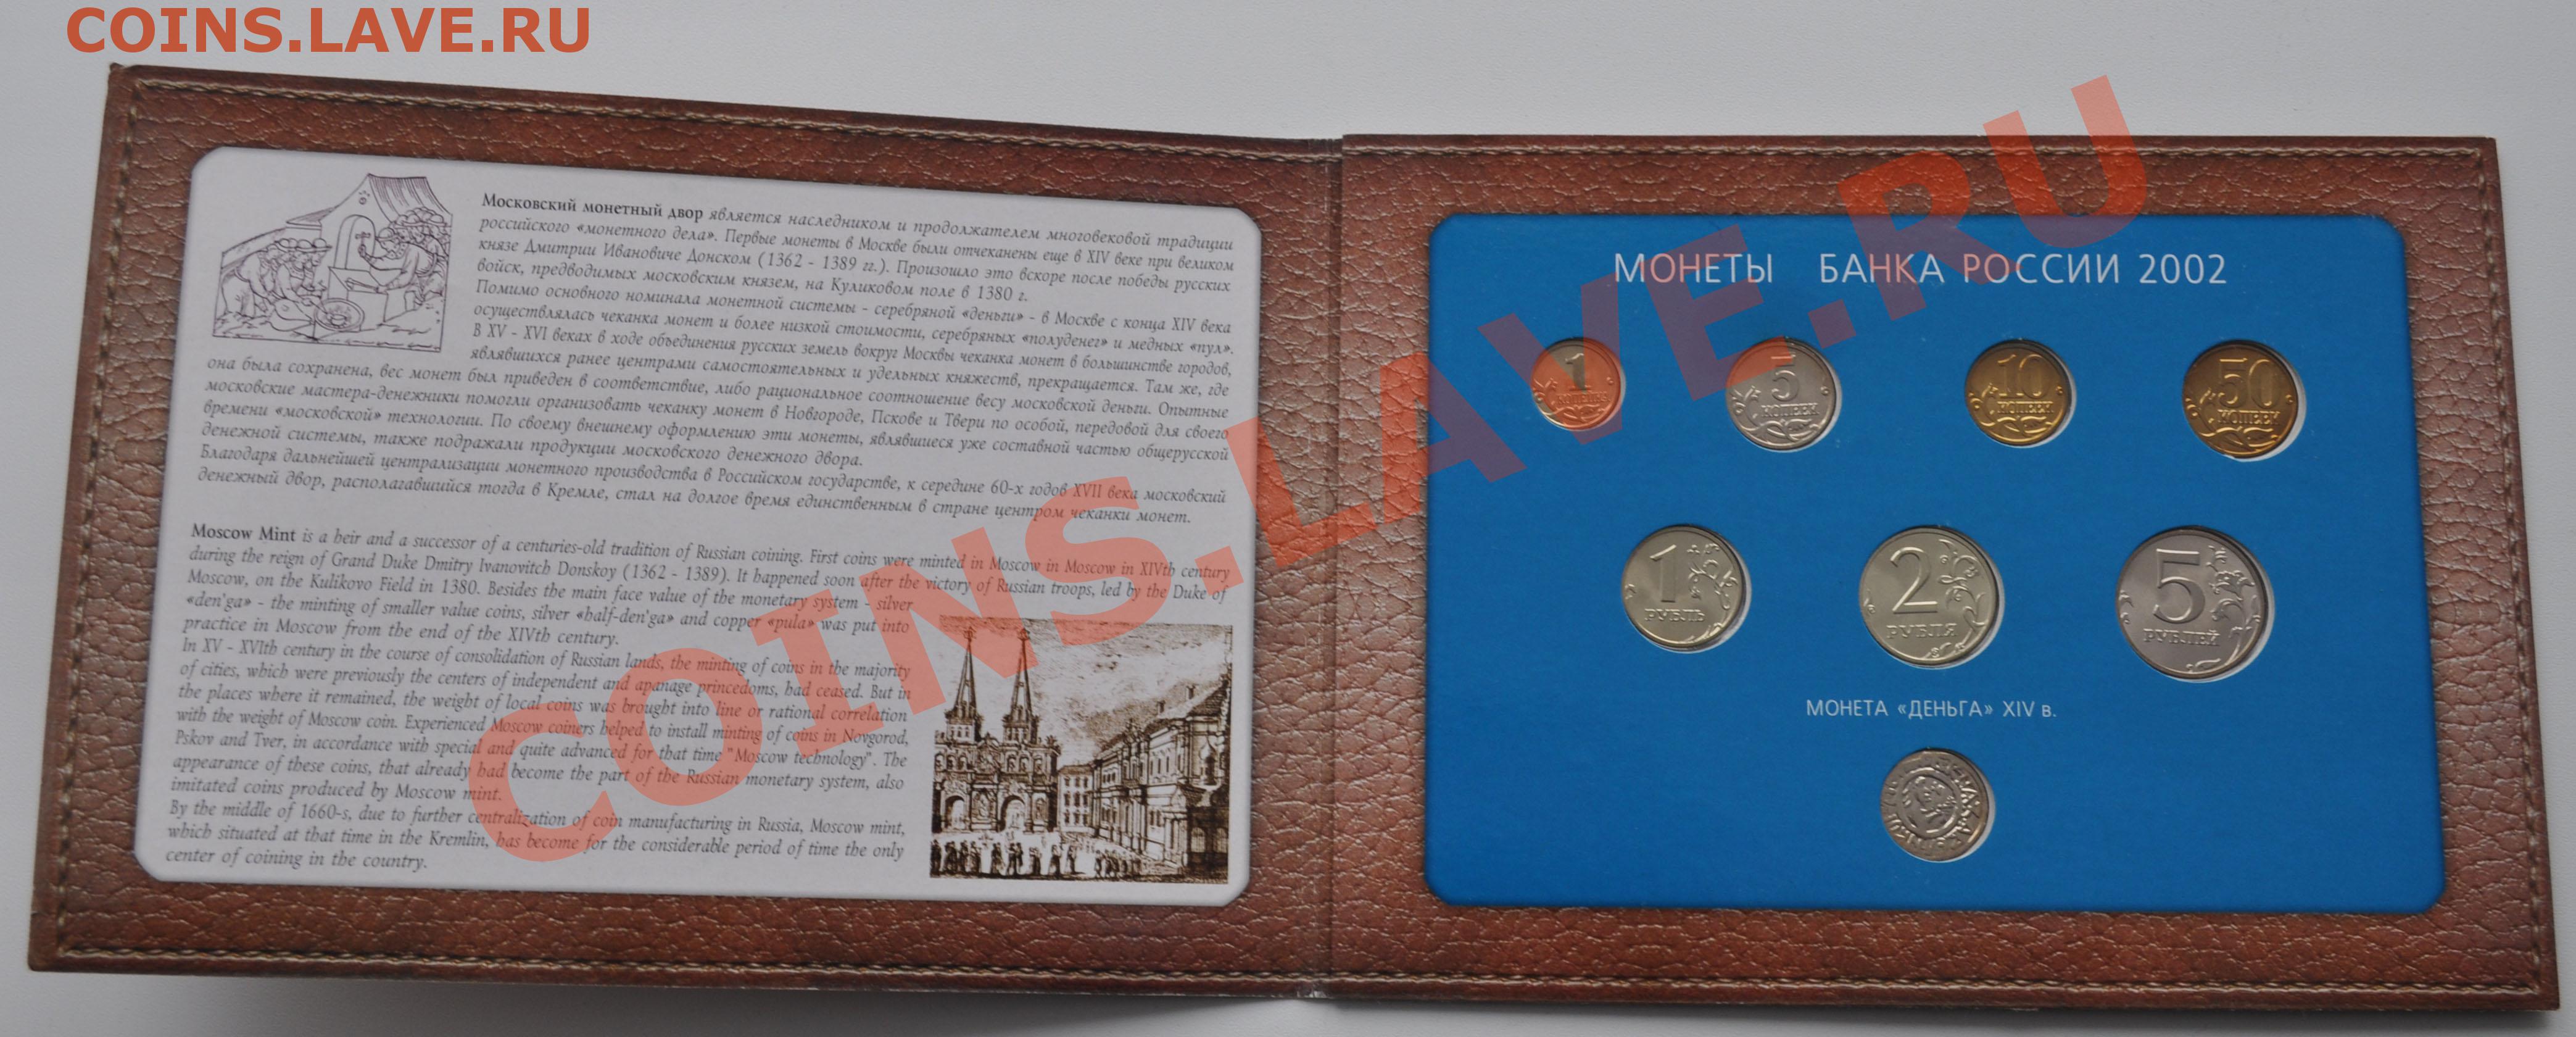 COINS.LAVE.RU
Московский монетный двор является наследником и продолжателем многовековой традиции
российского «монетного дела». Первые монеты в Москве были отчеканены еще в XIV веке при великом
князе Дмитрии Ивановиче Донском (1362 - 1389 гг.). Произошло это вскоре после победы русских
войск, предводимых московским князем, на Куликовом поле в 1380 г.
Помимо основного номинала монетной системы - серебряной «деньги» - в Москве с конца XIV века
осуществлялась чеканка монет и более низкой стоимости, серебряных «полуденег» и медных «пул».
В XV - XVI веках в ходе объединения русских земель вокруг Москвы чеканка монет в большинстве городов,
являвшихся ранее центрами самостоятельных и удельных княжеств, прекращается. Там же, где
она была сохранена, вес монет был приведен в соответствие, либо рациональное соотношение весу московской деньги. Опытные
московские мастера-денежники помогли организовать чеканку монет в Новгороде, Пскове и Твери по особой, передовой для своего
времени «московской» технологии. По своему внешнему оформлению эти монеты, являвшиеся уже составной частью общерусской
денежной системы, также подражали продукции московского денежного двора.
Благодаря дальнейшей централизации монетного производства в Российском государстве, к середине 60-х годов XVII века московский
денежный двор, располагавшийся тогда в Кремле, стал на долгое время единственным в стране центром чеканки монет.
Moscow Mint is a heir and a successor of a centuries-old tradition of Russian coining. First coins were minted in Moscow in Moscow in XIVth century
during the reign of Grand Duke Dmitry Ivanovitch Donskoy (1362 - 1389). It happened soon after the victory of Russian troops, led by the Duke of
Moscow, on the Kulikovo Field in 1380. Besides the main face value of the monetary system - silver
«den'ga» - the minting of smaller value coins, silver «half-den'ga» and copper «pula» was put into
practice in Moscow from the end of the XIVth century.
In XV - XVIth century in the course of consolidation of Russian lands, the minting of coins in the majority
of cities, which were previously the centers of independent and apanage princedoms, had ceased. But in
the places where it remained, the weight of local coins was brought into line or rational correlation
with the weight of Moscow coin. Experienced Moscow coiners helped to install minting of coins in Novgorod,
Pskov and Tver, in accordance with special and quite advanced for that time "Moscow technology". The
appearance of these coins, that already had become the part of the Russian monetary system, also
imitated coins produced by Moscow mint.
By the middle of 1660-s, due to further centralization of coin manufacturing in Russia, Moscow mint,
which situated at that time in the Kremlin, has become for the considerable period of time the only
center of coining in the country.
МОНЕТЫ БАНКА РОССИИ 2002
1
КОПЕЙКА
5
КОПЕЕК
10
КОПЕЕК
50
КОПЕЕК
1
РУБЛЬ
2
РУБЛЯ
5
РУБЛЕЙ
МОНЕТА «ДЕНЬГА» XIV в.
COINS.LAVE.RU